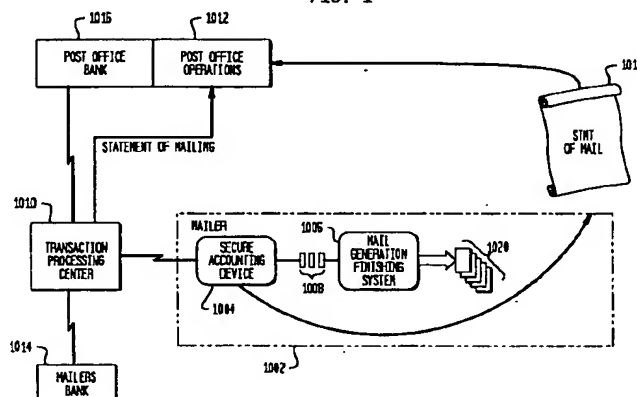 1016
1012
POST OFFICE
BANK
POST OFFICE
OPERATIONS
101
STMT
OF MAIL
STATEMENT OF MAILING
1010
TRANSACTION
PROCESSING
CENTER
MAILER
SECURE
ACCOUNTING
DEVICE
1004
1008
1006
MAIL
GENERATION
FINISHING
SYSTEM
1020
1014
MAILERS
BANK
1002